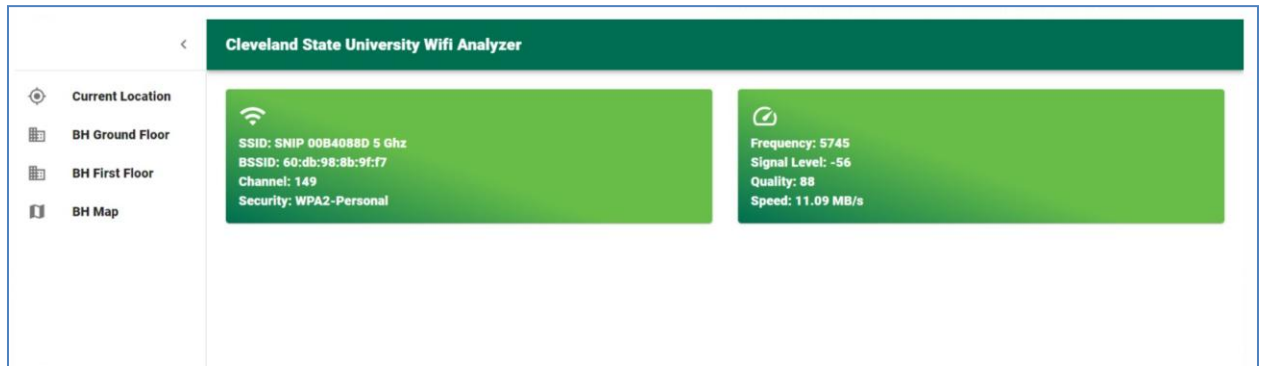 Cleveland State University Wifi Analyzer
Current Location
BH Ground Floor
BH First Floor
BH Map
SSID: SNIP 00B4088D 5 Ghz
BSSID: 60:db:98:8b:9f:f7
Channel: 149
Security: WPA2-Personal
Frequency: 5745
Signal Level: -56
Quality: 88
Speed: 11.09 MB/s